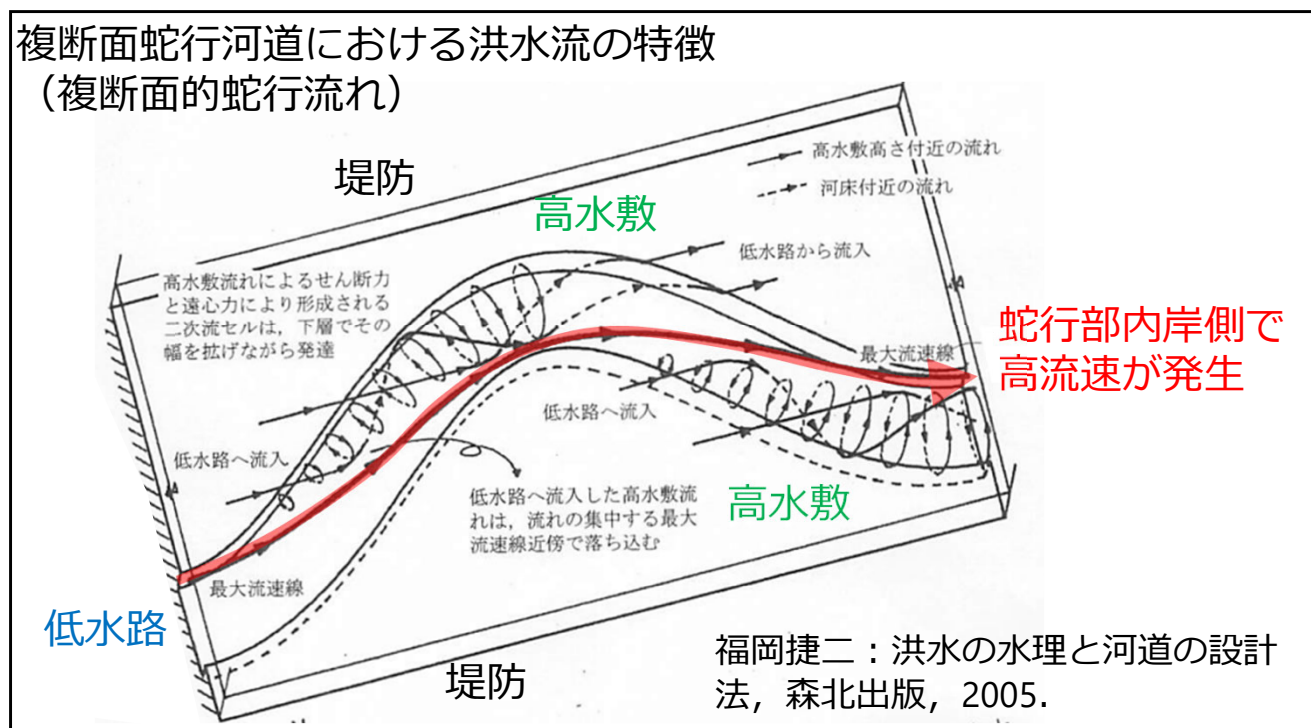 複断面蛇行河道における洪水流の特徴
（複断面的蛇行流れ）
堤防
高水敷高さ付近の流れ
河床付近の流れ
高水敷
低水路から流入
高水敷流れによるせん断力
と遠心力により形成される
二次流セルは，下層でその
幅を拡げながら発達
蛇行部内岸側で
高流速が発生
最大流速線
低水路へ流入
低水路へ流入
低水路へ流入した高水敷流
れは，流れの集中する最大
流速線近傍で落ち込む
高水敷
最大流速線
低水路
堤防
福岡捷二：洪水の水理と河道の設計
法，森北出版，2005.